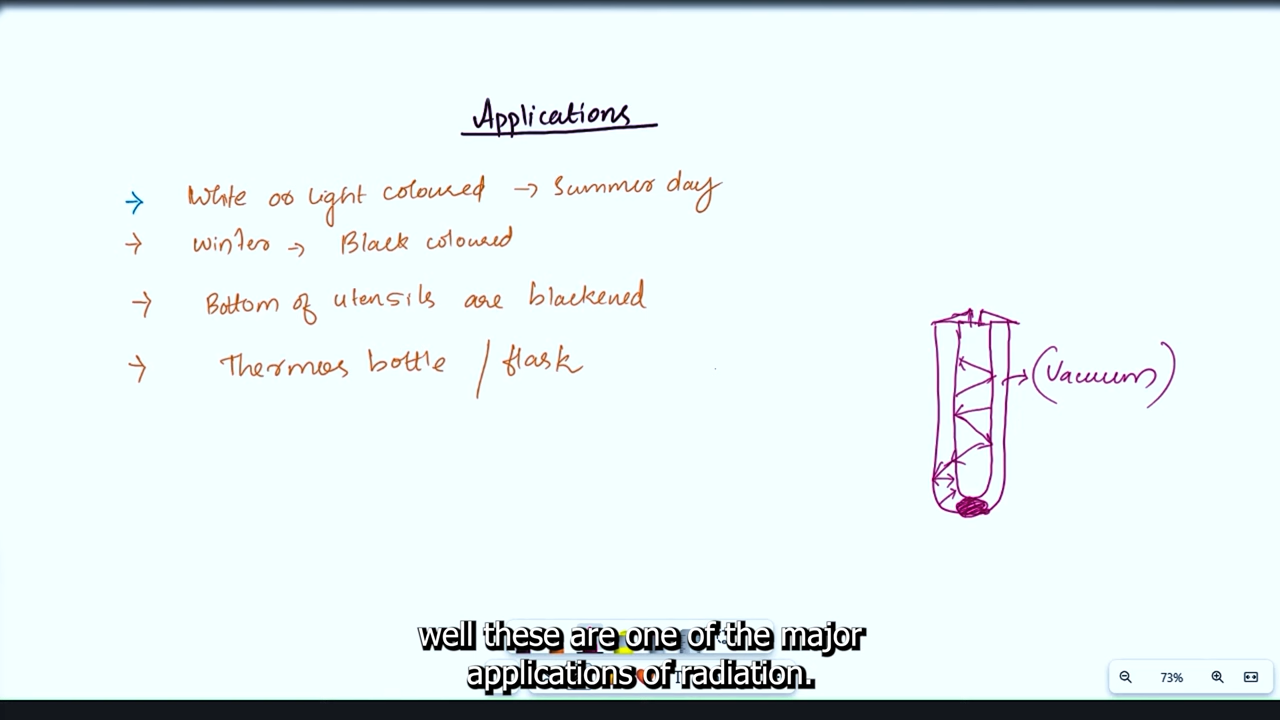 Applications
→ White or light coloured → Summer day
→ Winter → Black coloured
→ Bottom of utensils are blackened
→ Thermos bottle / flask
→ (Vacuum)
well these are one of the major
applications of radiation.
73%